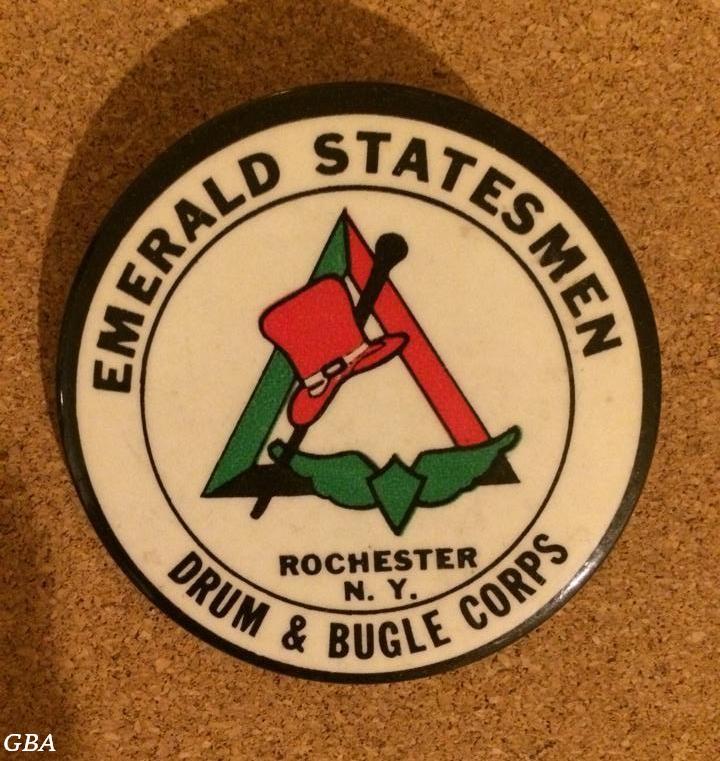 EMERALD STATESMEN
ROCHESTER
N. Y.
DRUM & BUGLE CORPS
GBA